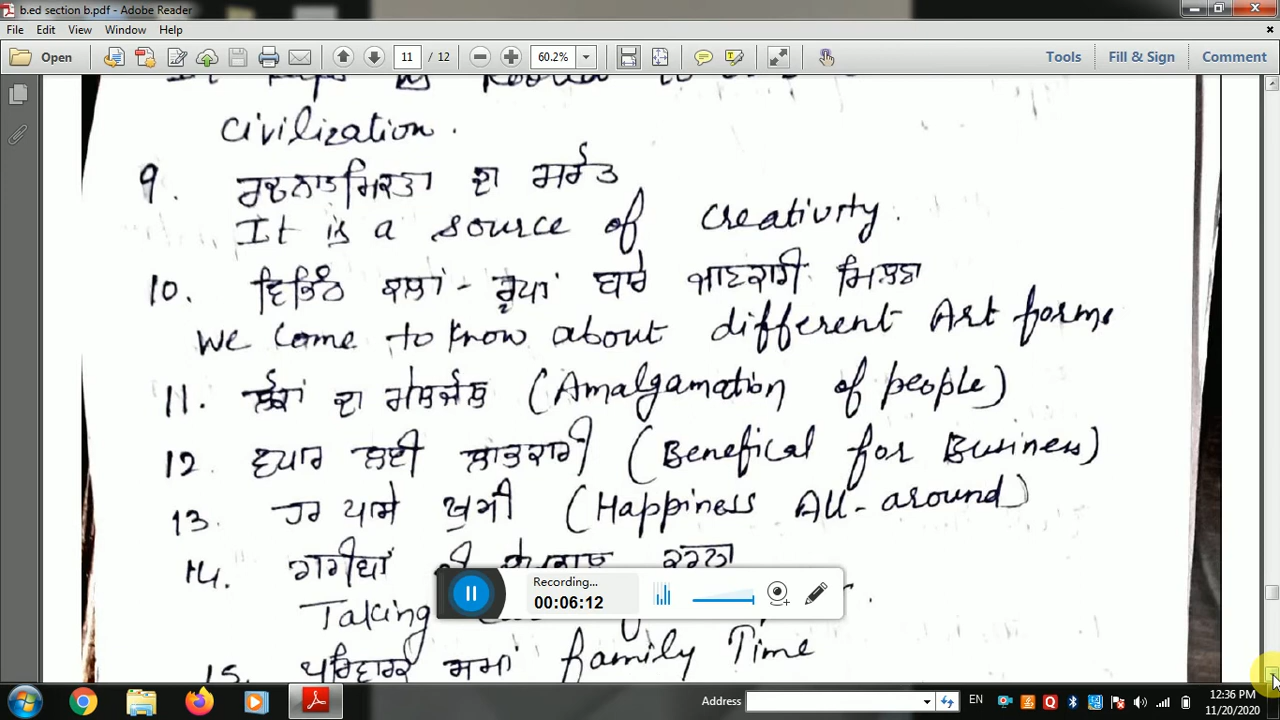 b.ed section b.pdf - Adobe Reader
File Edit View Window Help
Open 11 / 12 60.2% Tools Fill & Sign Comment
civilization.
9. ਰਚਨਾਤਮਿਕਤਾ ਦਾ ਸਰੋਤ
It is a source of creativity.
10. ਵਿਭਿੰਨ ਕਲਾਂ - ਰੂਪਾਂ ਬਾਰੇ ਜਾਣਕਾਰੀ ਮਿਲਣਾ
We come to know about different Art forms
11. ਲੋਕਾਂ ਦਾ ਮੇਲਜੋਲ (Amalgamation of people)
12. ਵਪਾਰ ਲਈ ਲਾਭਕਾਰੀ (Benefical for Business)
13. ਹਰ ਪਾਸੇ ਖੁਸ਼ੀ (Happiness All-around)
14. ਗਰੀਬਾਂ ਕਰਨਾ
Recording...
00:06:12
Taking
15. ਪਰਿਵਾਰਕ ਸਮਾਂ family Time
Address EN 12:36 PM
11/20/2020